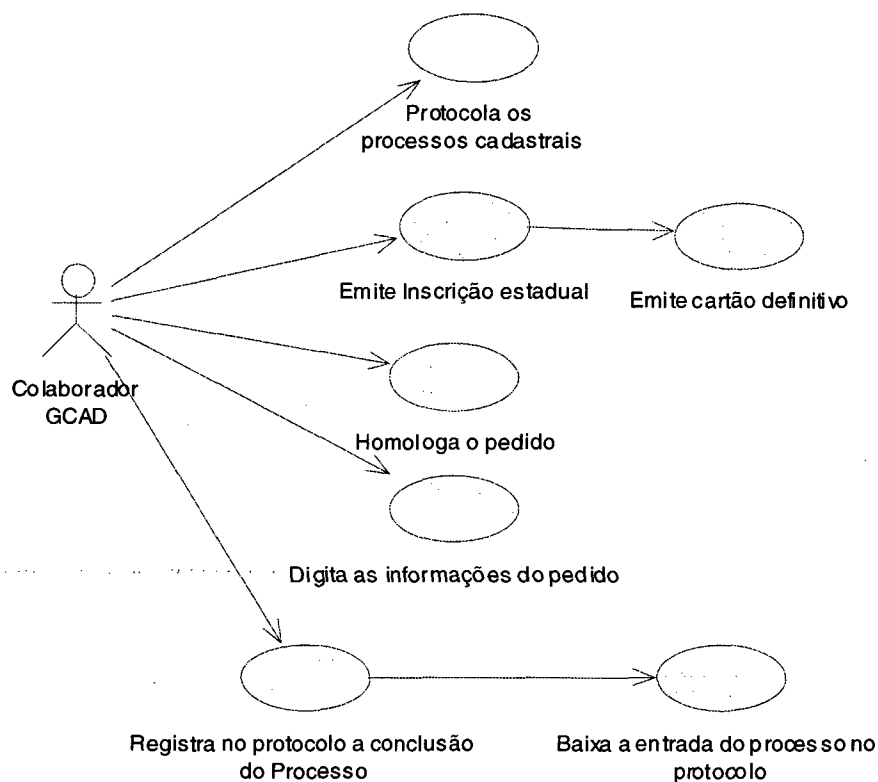 Protocola os
processos cadastrais
Emite Inscrição estadual
Emite cartão definitivo
Colaborador
GCAD
Homologa o pedido
Digita as informações do pedido
Registra no protocolo a conclusão
do Processo
Baixa a entrada do processo no
protocolo